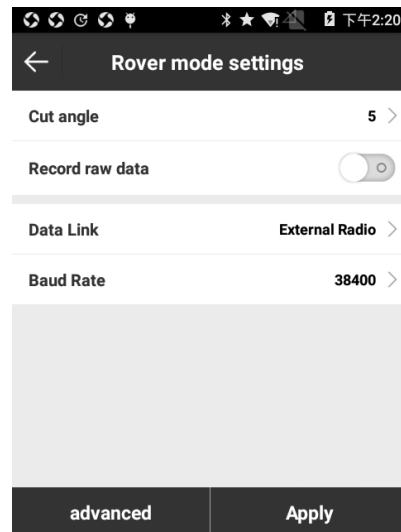 下午2:20
Rover mode settings
Cut angle 5
Record raw data
Data Link External Radio
Baud Rate 38400
advanced Apply